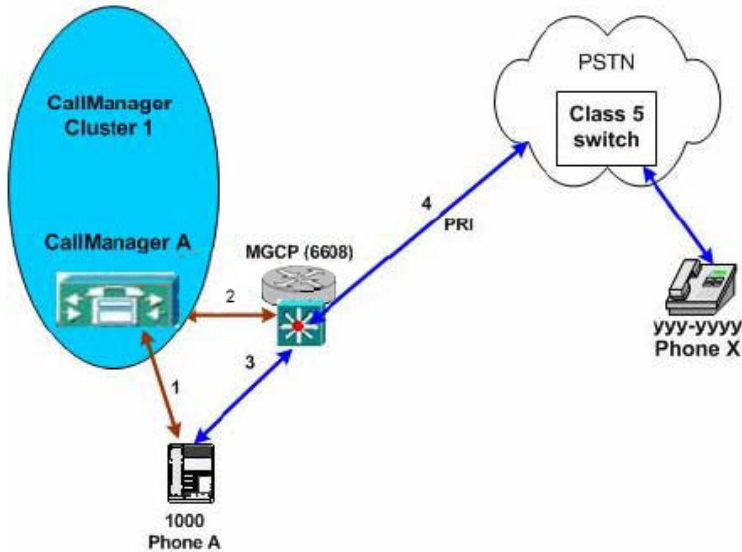 CallManager
Cluster 1
CallManager A
MGCP (6608)
PSTN
Class 5
switch
4
PRI
2
1
3
yyy-yyyy
Phone X
1000
Phone A